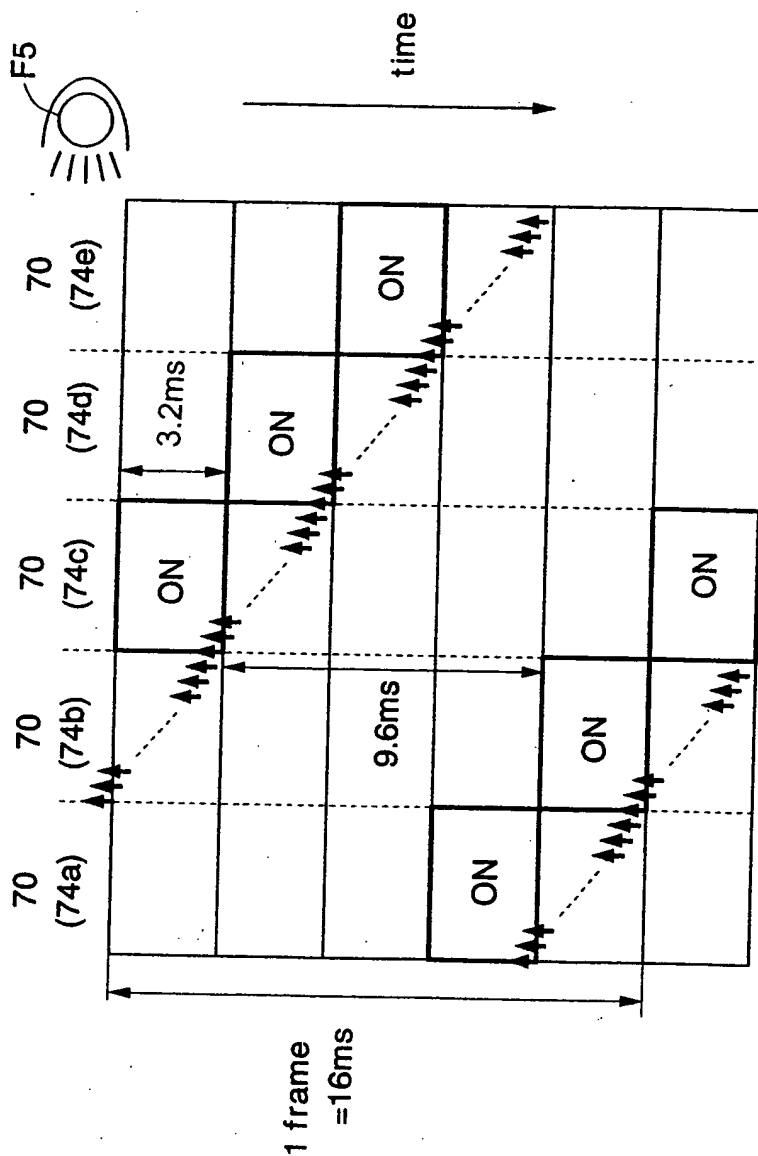 F5
time
70
(74a)
70
(74b)
70
(74c)
70
(74d)
70
(74e)
3.2ms
ON
ON
ON
9.6ms
ON
ON
ON
1 frame
=16ms